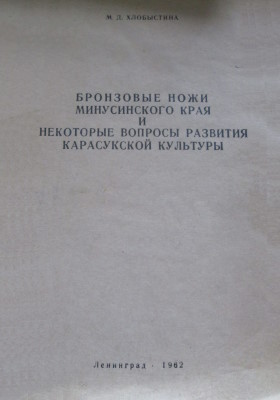 М. Д. ХЛОБЫСТИНА
БРОНЗОВЫЕ НОЖИ
МИНУСИНСКОГО КРАЯ
И
НЕКОТОРЫЕ ВОПРОСЫ РАЗВИТИЯ
КАРАСУКСКОЙ КУЛЬТУРЫ
Ленинград - 1962